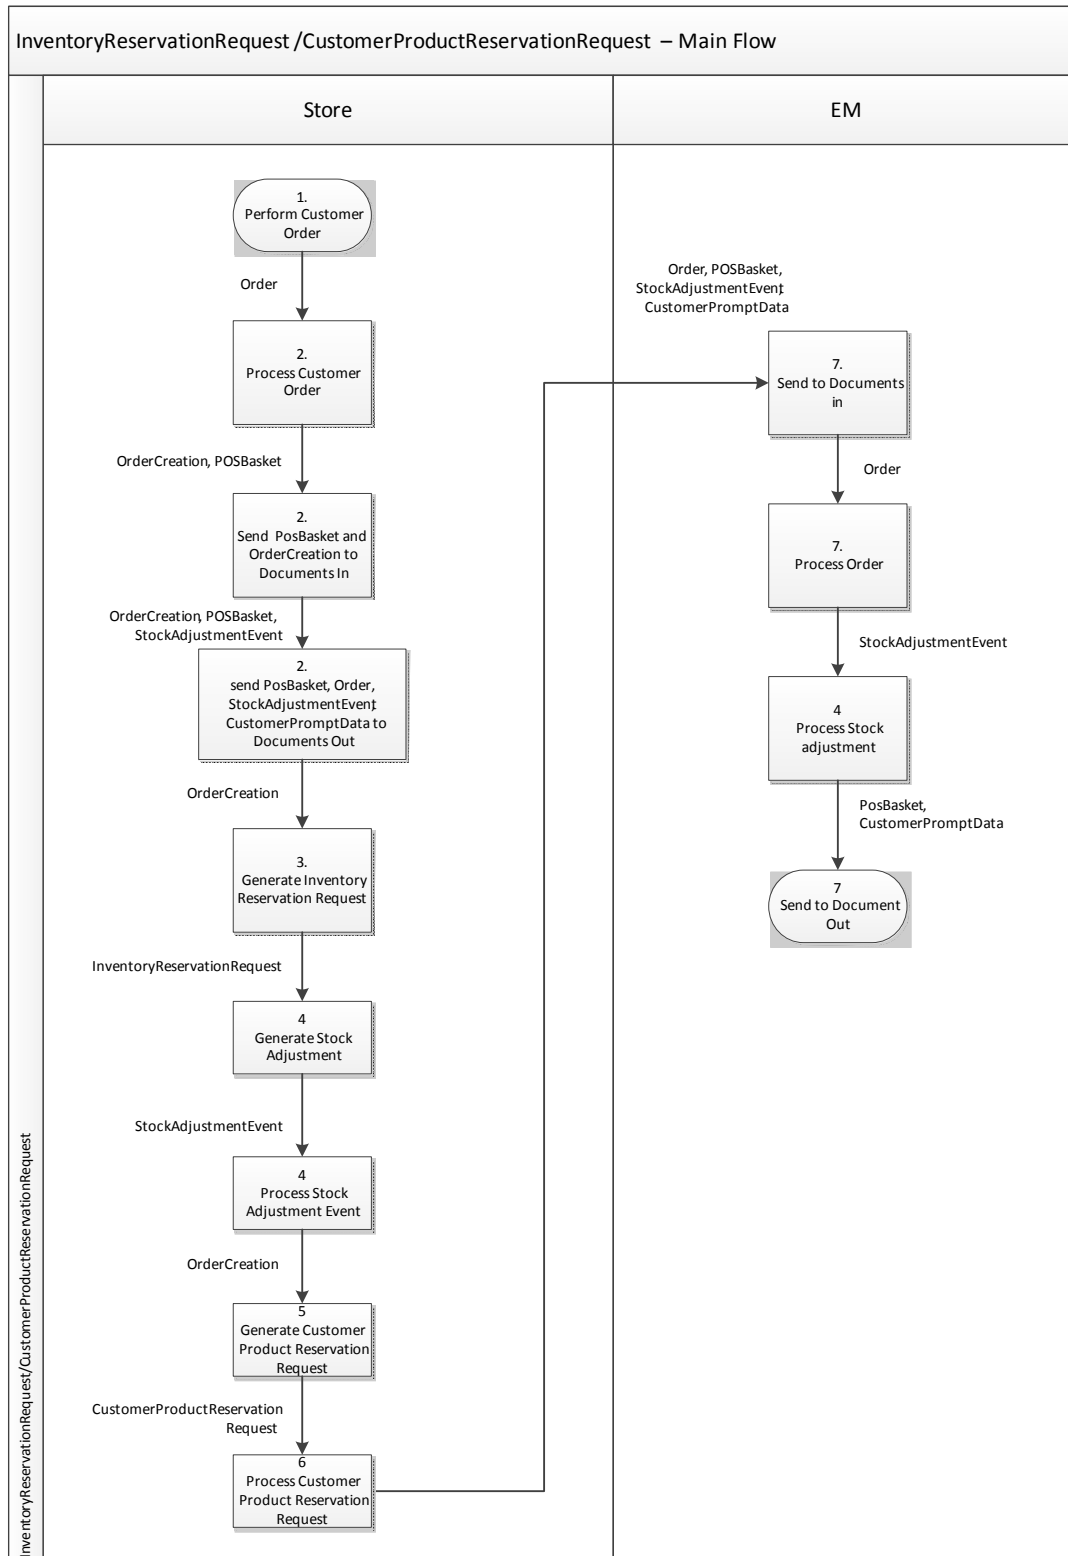 InventoryReservationRequest /CustomerProductReservationRequest – Main Flow
Store
EM
InventoryReservationRequest/CustomerProductReservationRequest
1.
Perform Customer
Order
Order
2.
Process Customer
Order
OrderCreation, POSBasket
2.
Send PosBasket and
OrderCreation to
Documents In
OrderCreation, POSBasket,
StockAdjustmentEvent
2.
send PosBasket, Order,
StockAdjustmentEvent,
CustomerPromptData to
Documents Out
OrderCreation
3.
Generate Inventory
Reservation Request
InventoryReservationRequest
4
Generate Stock
Adjustment
StockAdjustmentEvent
4
Process Stock
Adjustment Event
OrderCreation
5
Generate Customer
Product Reservation
Request
CustomerProductReservation
Request
6
Process Customer
Product Reservation
Request
Order, POSBasket,
StockAdjustmentEvent,
CustomerPromptData
7.
Send to Documents
in
Order
7.
Process Order
StockAdjustmentEvent
4
Process Stock
adjustment
PosBasket,
CustomerPromptData
7
Send to Document
Out